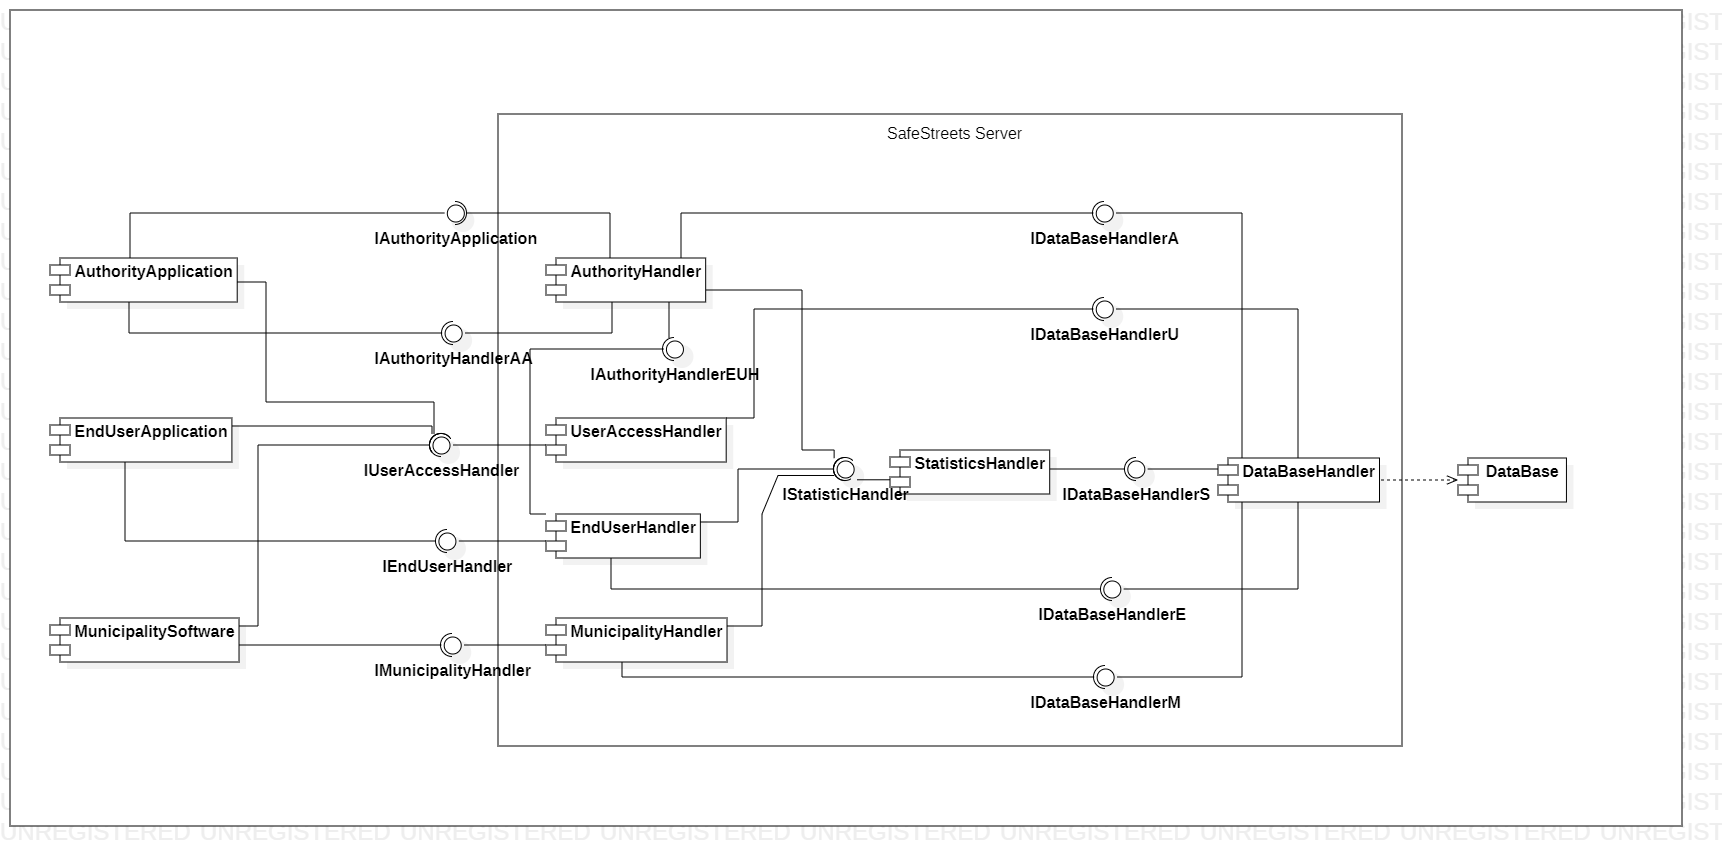 SafeStreets Server
IAuthorityApplication
IDataBaseHandlerA
AuthorityApplication
AuthorityHandler
IDataBaseHandlerU
IAuthorityHandlerAA
IAuthorityHandlerEUH
EndUserApplication
UserAccessHandler
IUserAccessHandler
StatisticsHandler
DataBaseHandler
DataBase
IStatisticHandler
IDataBaseHandlerS
EndUserHandler
IEndUserHandler
IDataBaseHandlerE
MunicipalitySoftware
MunicipalityHandler
IMunicipalityHandler
IDataBaseHandlerM
UNREGISTERED UNREGISTERED UNREGISTERED UNREGISTERED UNREGISTERED UNREGISTERED UNREGISTERED UNREGISTERED UNREGIST